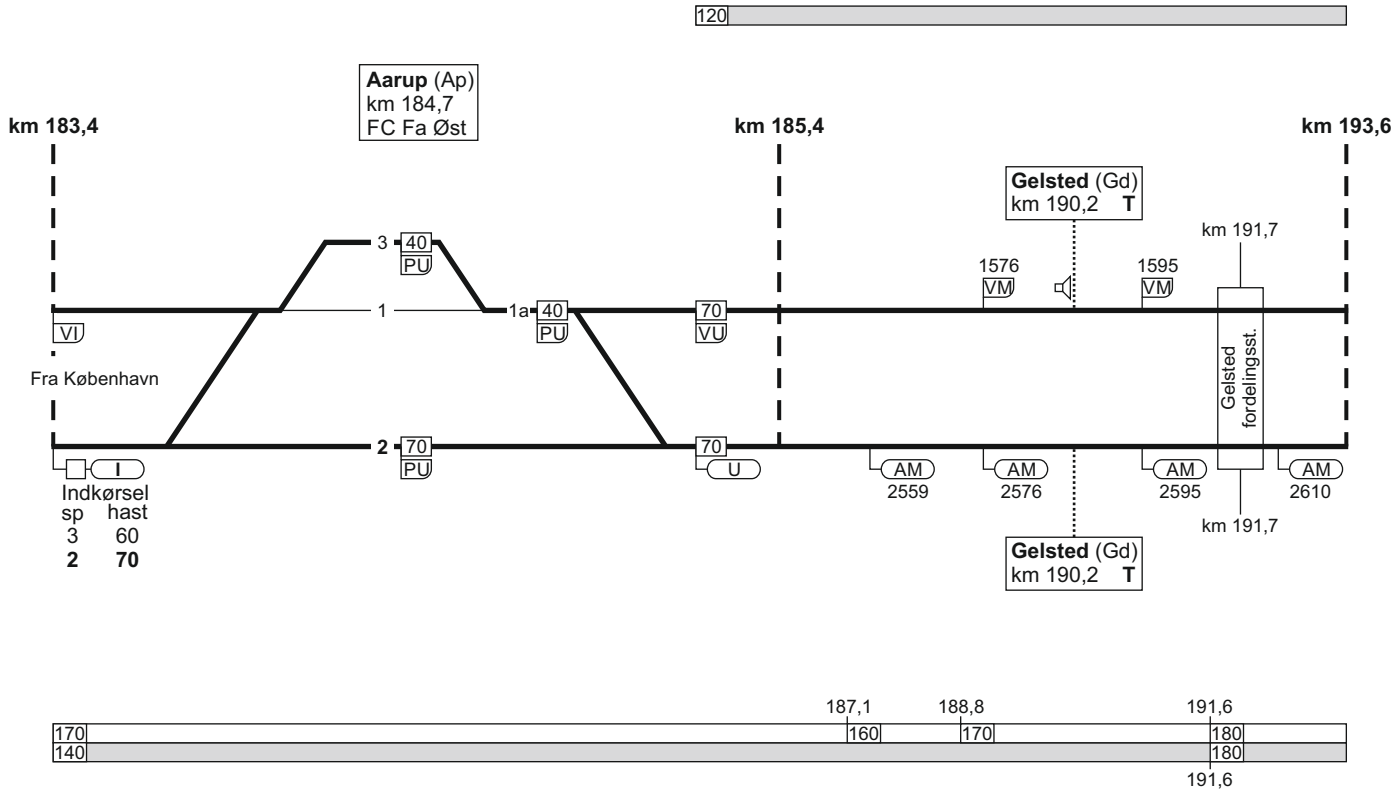 120
Aarup (Ap)
km 184,7
FC Fa Øst
km 183,4
km 185,4
km 193,6
Gelsted (Gd)
km 190,2 T
km 191,7
3 40
PU
1576
VM
1595
VM
1
1a 40
PU
70
VU
VI
Fra København
Gelsted
fordelingsst.
2 70
PU
70
U
I
Indkørsel
sp hast
3 60
2 70
AM
2559
AM
2576
AM
2595
AM
2610
km 191,7
Gelsted (Gd)
km 190,2 T
187,1 188,8 191,6
170 160 170 180
140 180
191,6